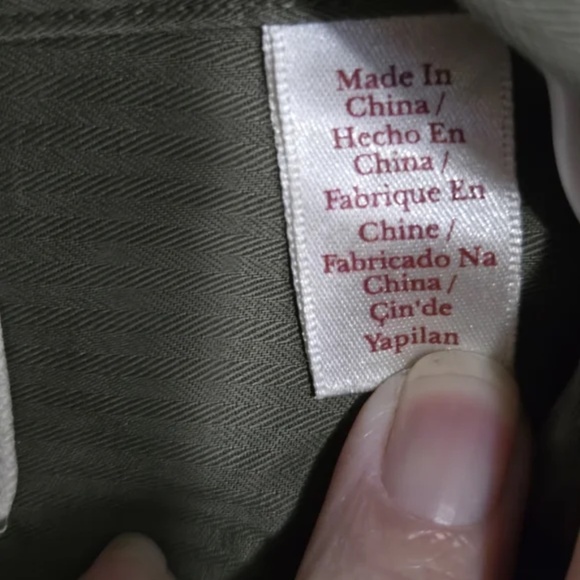 Made In
China /
Hecho En
China /
Fabrique En
Chine /
Fabricado Na
China /
Çin'de
Yapilan